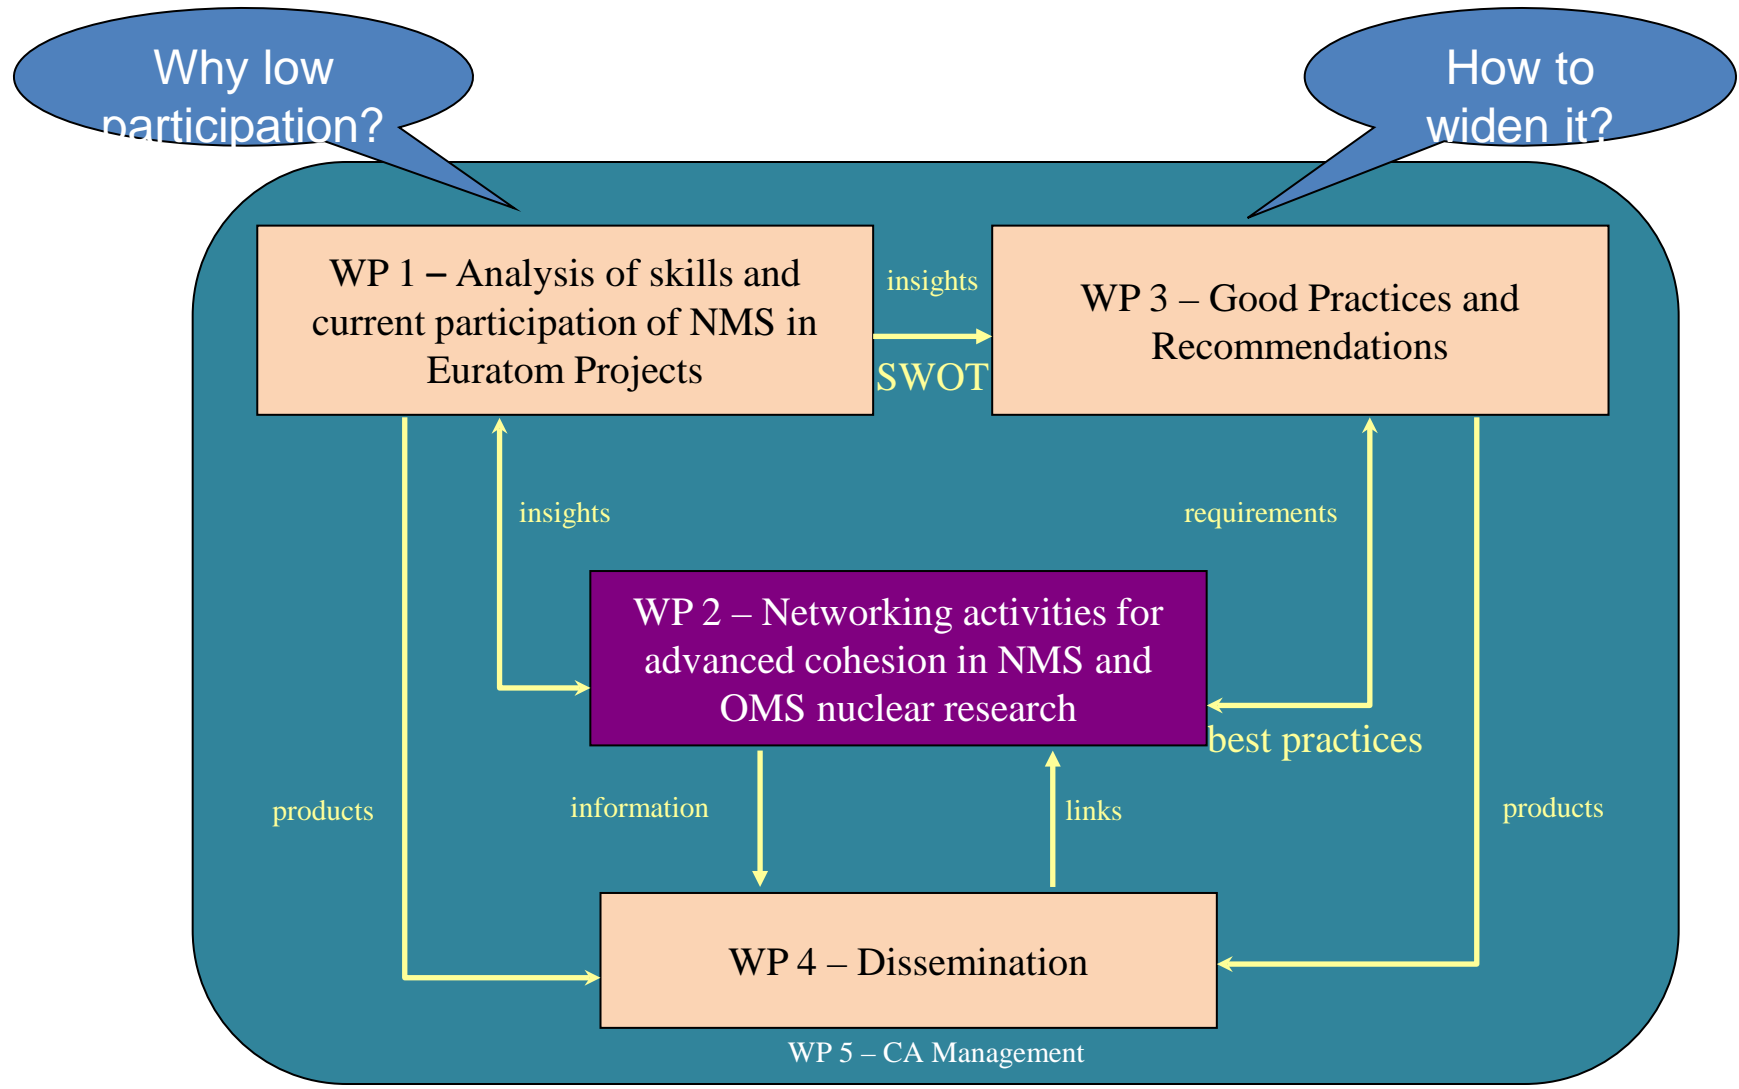 Why low
participation?
How to
widen it?
WP 1 – Analysis of skills and
current participation of NMS in
Euratom Projects
insights
SWOT
WP 3 – Good Practices and
Recommendations
insights
requirements
WP 2 – Networking activities for
advanced cohesion in NMS and
OMS nuclear research
best practices
products
information
links
products
WP 4 – Dissemination
WP 5 – CA Management